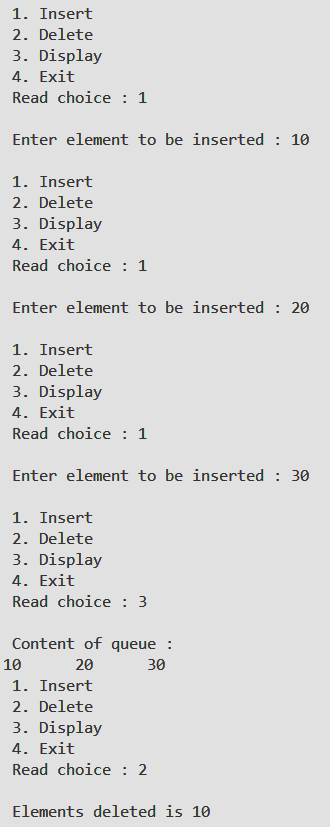 1. Insert
2. Delete
3. Display
4. Exit
Read choice : 1
Enter element to be inserted : 10
1. Insert
2. Delete
3. Display
4. Exit
Read choice : 1
Enter element to be inserted : 20
1. Insert
2. Delete
3. Display
4. Exit
Read choice : 1
Enter element to be inserted : 30
1. Insert
2. Delete
3. Display
4. Exit
Read choice : 3
Content of queue :
10      20      30
1. Insert
2. Delete
3. Display
4. Exit
Read choice : 2
Elements deleted is 10